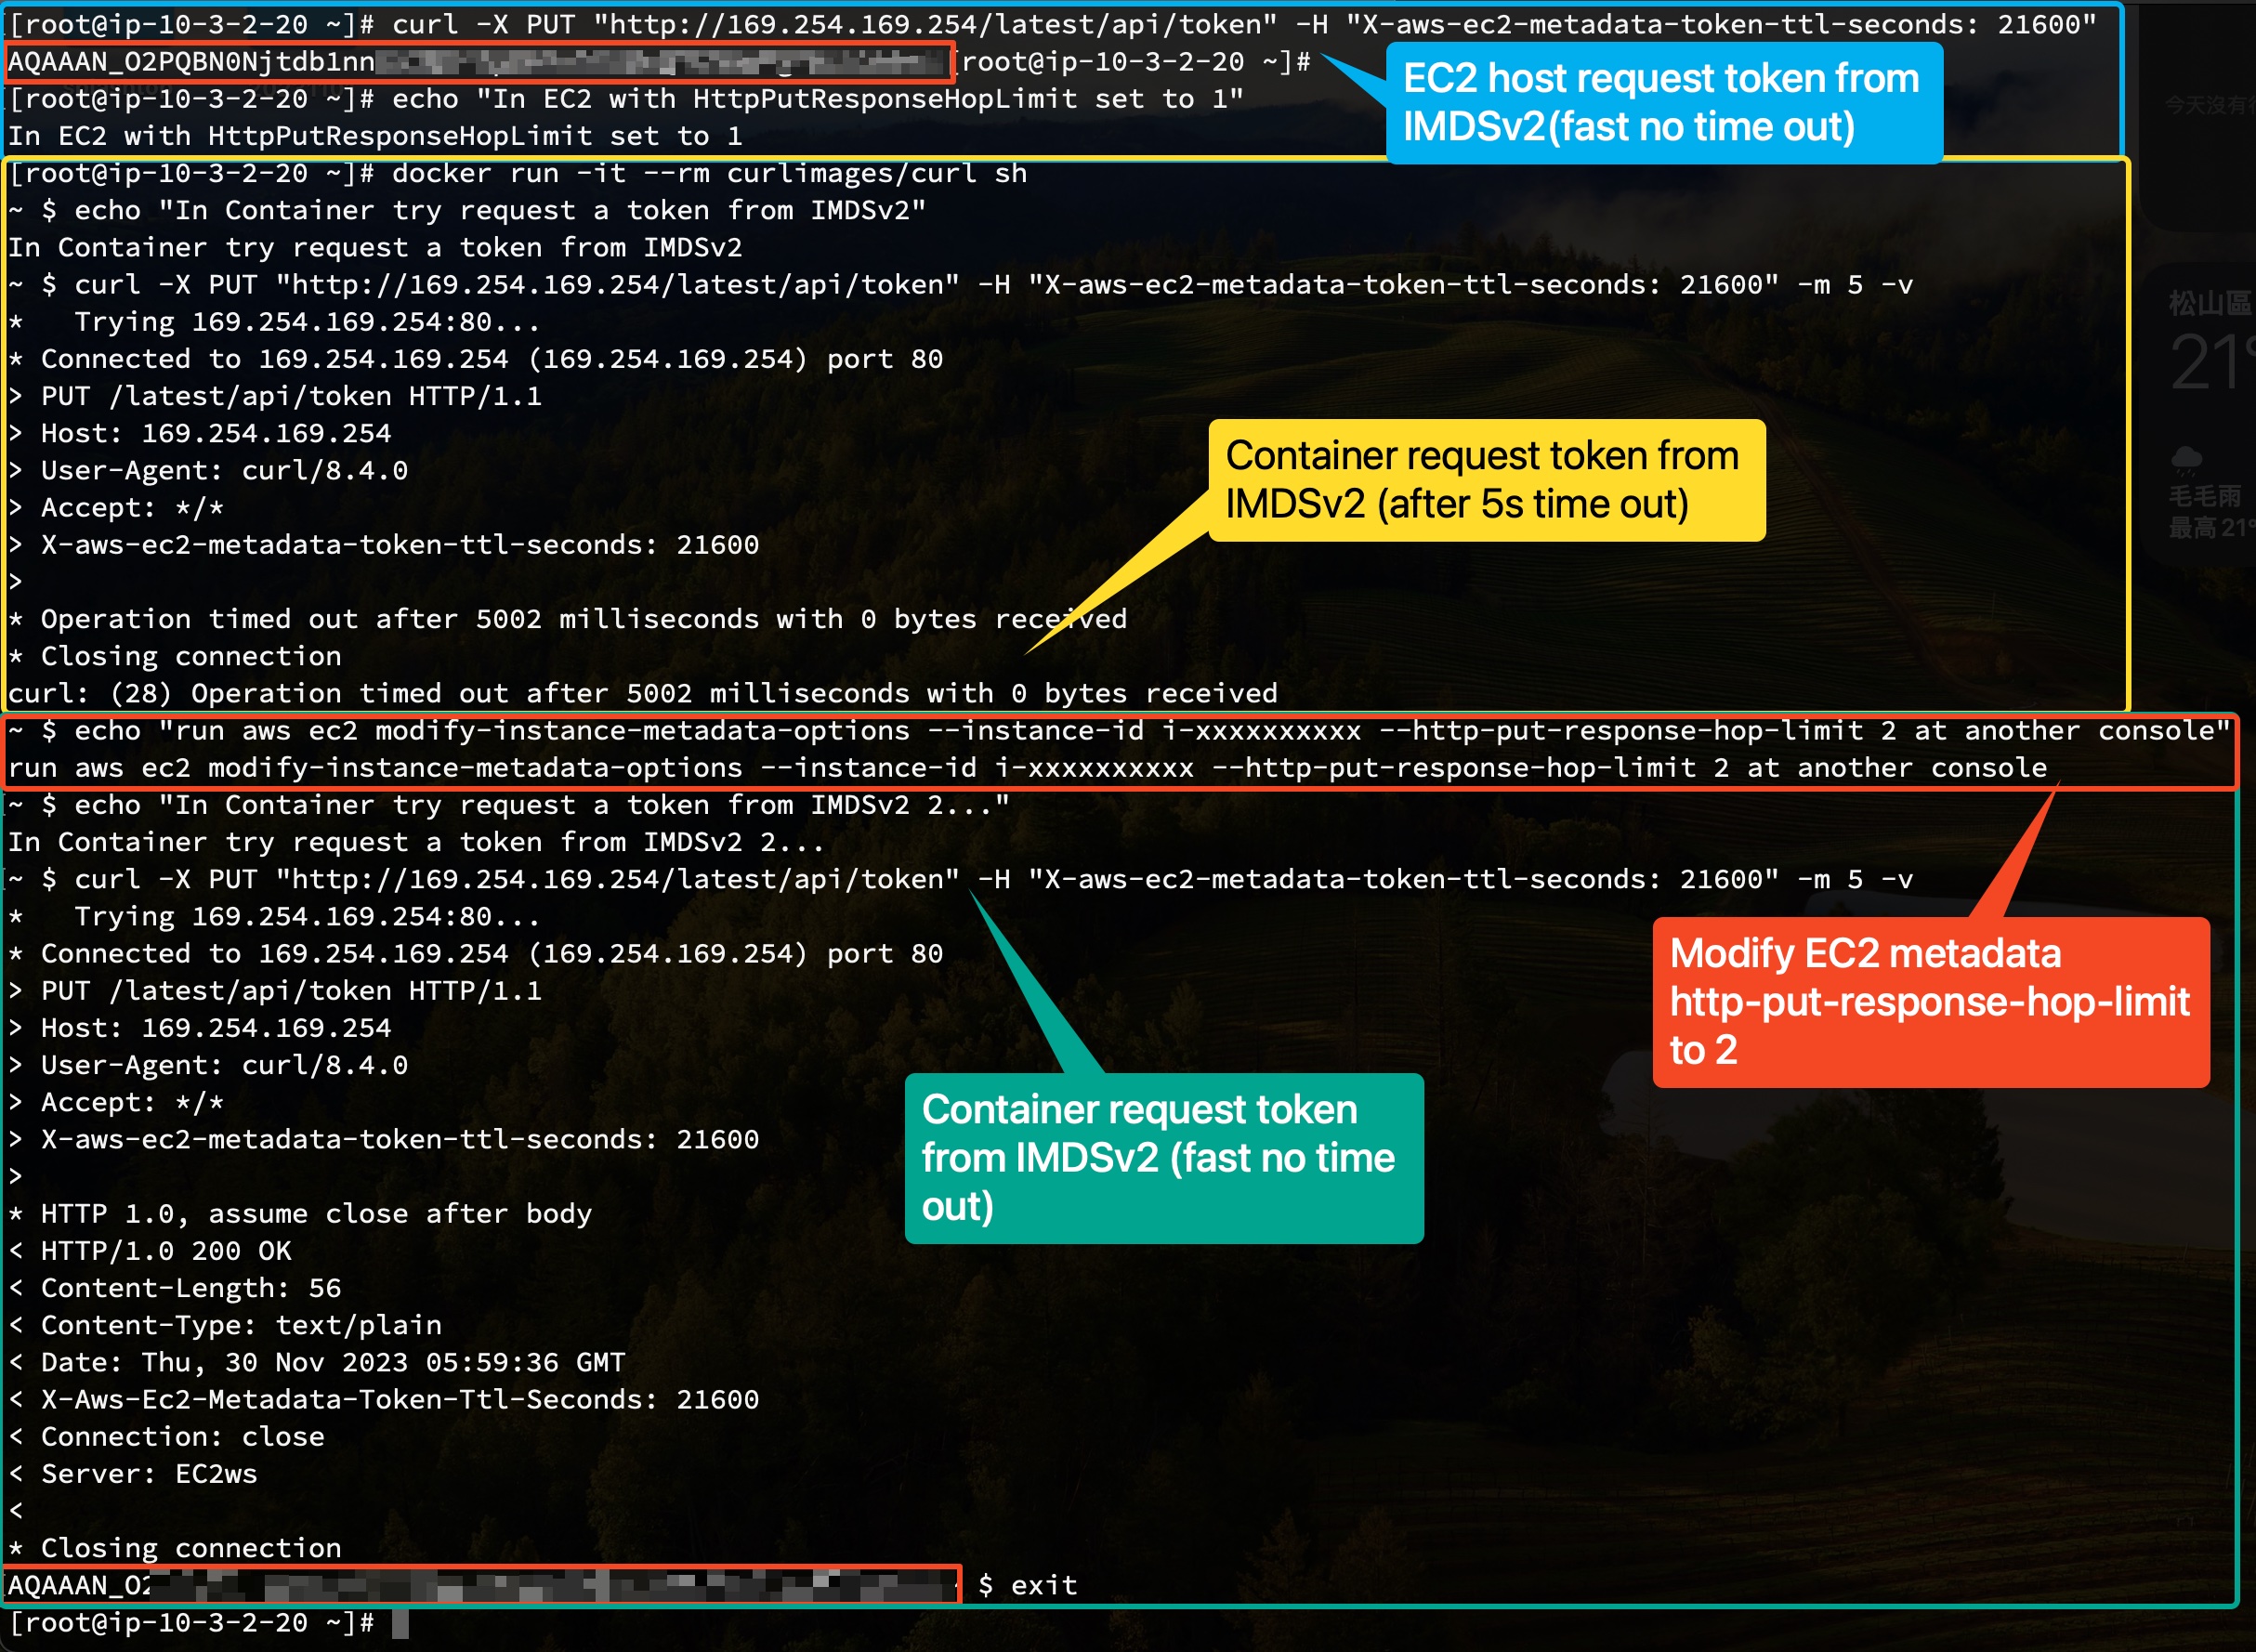 [root@ip-10-3-2-20 ~]# curl -X PUT "http://169.254.169.254/latest/api/token" -H "X-aws-ec2-metadata-token-ttl-seconds: 21600"
AQAAAN_O2PQBN0Njtdb1nn [root@ip-10-3-2-20 ~]#
[root@ip-10-3-2-20 ~]# echo "In EC2 with HttpPutResponseHopLimit set to 1"
In EC2 with HttpPutResponseHopLimit set to 1
EC2 host request token from
IMDSv2(fast no time out)
[root@ip-10-3-2-20 ~]# docker run -it --rm curlimages/curl sh
~ $ echo "In Container try request a token from IMDSv2"
In Container try request a token from IMDSv2
~ $ curl -X PUT "http://169.254.169.254/latest/api/token" -H "X-aws-ec2-metadata-token-ttl-seconds: 21600" -m 5 -v
*   Trying 169.254.169.254:80...
* Connected to 169.254.169.254 (169.254.169.254) port 80
> PUT /latest/api/token HTTP/1.1
> Host: 169.254.169.254
> User-Agent: curl/8.4.0
> Accept: */*
> X-aws-ec2-metadata-token-ttl-seconds: 21600
>
* Operation timed out after 5002 milliseconds with 0 bytes received
* Closing connection
curl: (28) Operation timed out after 5002 milliseconds with 0 bytes received
Container request token from
IMDSv2 (after 5s time out)
~ $ echo "run aws ec2 modify-instance-metadata-options --instance-id i-xxxxxxxxxx --http-put-response-hop-limit 2 at another console"
run aws ec2 modify-instance-metadata-options --instance-id i-xxxxxxxxxx --http-put-response-hop-limit 2 at another console
~ $ echo "In Container try request a token from IMDSv2 2..."
In Container try request a token from IMDSv2 2...
~ $ curl -X PUT "http://169.254.169.254/latest/api/token" -H "X-aws-ec2-metadata-token-ttl-seconds: 21600" -m 5 -v
*   Trying 169.254.169.254:80...
* Connected to 169.254.169.254 (169.254.169.254) port 80
> PUT /latest/api/token HTTP/1.1
> Host: 169.254.169.254
> User-Agent: curl/8.4.0
> Accept: */*
> X-aws-ec2-metadata-token-ttl-seconds: 21600
>
* HTTP 1.0, assume close after body
< HTTP/1.0 200 OK
< Content-Length: 56
< Content-Type: text/plain
< Date: Thu, 30 Nov 2023 05:59:36 GMT
< X-Aws-Ec2-Metadata-Token-Ttl-Seconds: 21600
< Connection: close
< Server: EC2ws
<
* Closing connection
AQAAAN_O2 $ exit
[root@ip-10-3-2-20 ~]#
Modify EC2 metadata
http-put-response-hop-limit
to 2
Container request token
from IMDSv2 (fast no time
out)
今天沒有
松山區
21°
毛毛雨
最高 21°